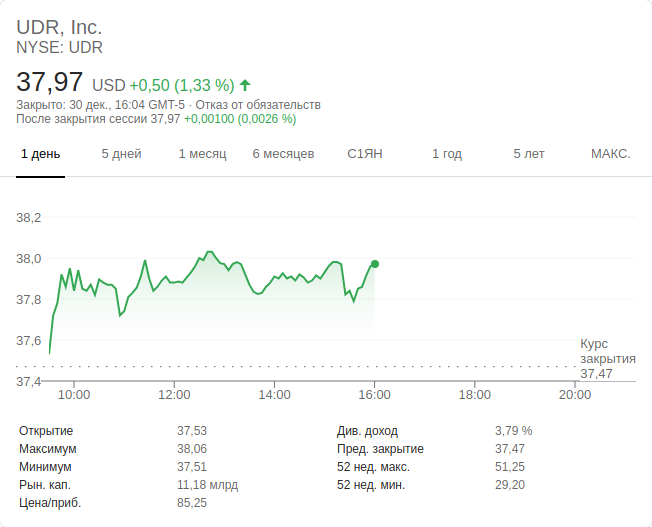 UDR, Inc.
NYSE: UDR
37,97 USD +0,50 (1,33 %)
Закрыто: 30 дек., 16:04 GMT-5 · Отказ от обязательств
После закрытия сессии 37,97 +0,00100 (0,0026 %)
1 день 5 дней 1 месяц 6 месяцев С1ЯН 1 год 5 лет МАКС.
38,2
38,0
37,8
37,6
37,4
Курс
закрытия
37,47
10:00 12:00 14:00 16:00 18:00 20:00
Открытие 37,53 Див. доход 3,79 %
Максимум 38,06 Пред. закрытие 37,47
Минимум 37,51 52 нед. макс. 51,25
Рын. кап. 11,18 млрд 52 нед. мин. 29,20
Цена/приб. 85,25